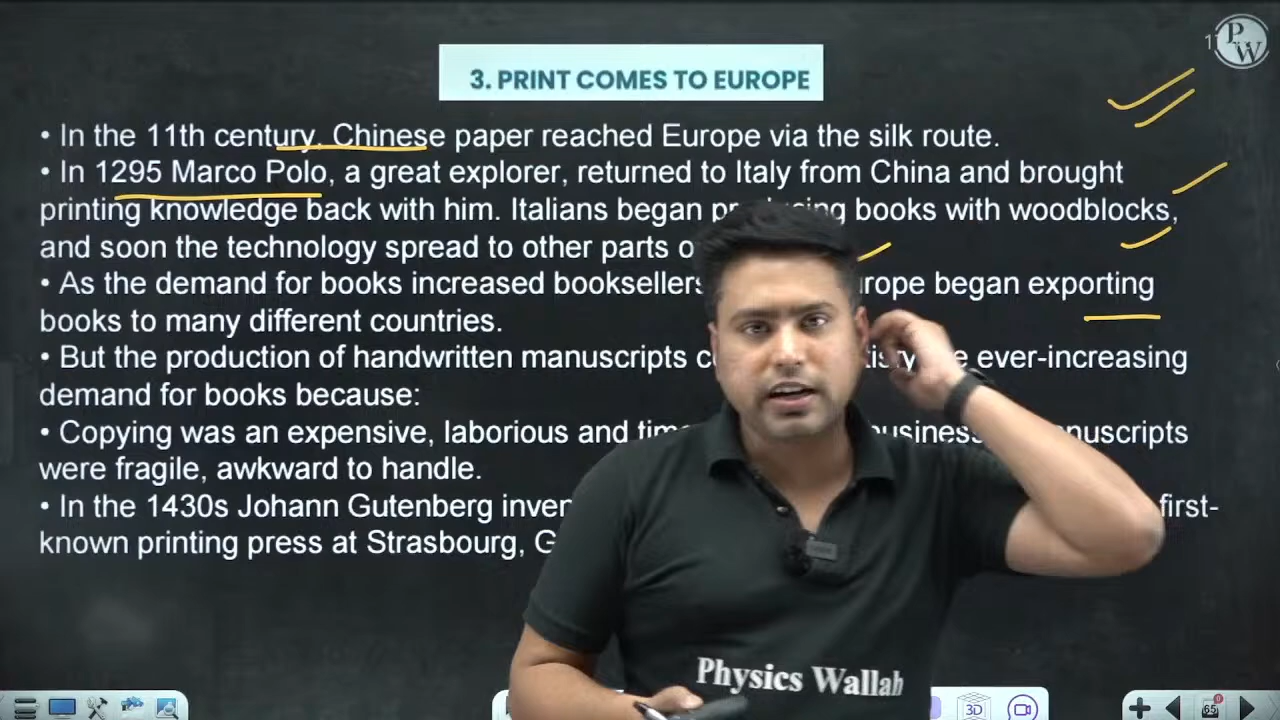 PW
3. PRINT COMES TO EUROPE
• In the 11th century, Chinese paper reached Europe via the silk route.
• In 1295 Marco Polo, a great explorer, returned to Italy from China and brought
printing knowledge back with him. Italians began books with woodblocks,
and soon the technology spread to other parts
• As the demand for books increased booksellers began exporting
books to many different countries.
• But the production of handwritten manuscripts ever-increasing
demand for books because:
• Copying was an expensive, laborious and
were fragile, awkward to handle.
• In the 1430s Johann Gutenberg first-
known printing press at Strasbourg,
Physics Wallah
3D
65